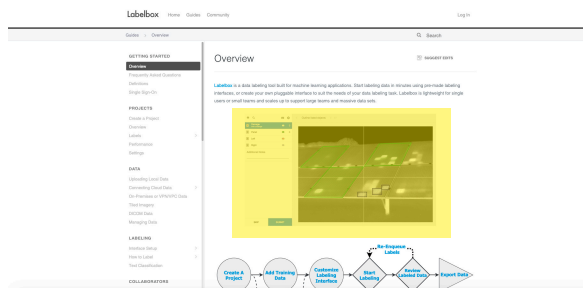 Labelbox Home Guides Community Log In
Guides Overview Search
GETTING STARTED
Overview
Frequently Asked Questions
Definitions
Single Sign-On
PROJECTS
Create a Project
Overview
Labels
Performance
Settings
DATA
Uploading Local Data
Connecting Cloud Data
On-Premises or VPN/VPC Data
Tiled Imagery
DICOM Data
Managing Data
LABELING
Interface Setup
How to Label
Text Classification
COLLABORATORS
Overview
SUGGEST EDITS
Labelbox is a data labeling tool built for machine learning applications. Start labeling data in minutes using pre-made labeling
interfaces, or create your own pluggable interface to suit the needs of your data labeling task. Labelbox is lightweight for single
users or small teams and scales up to support large teams and massive data sets.
Re-Enqueue
Labels
Create A
Project
Add Training
Data
Customize
Labeling
Interface
Start
Labeling
Review
Labeled Data
Export Data